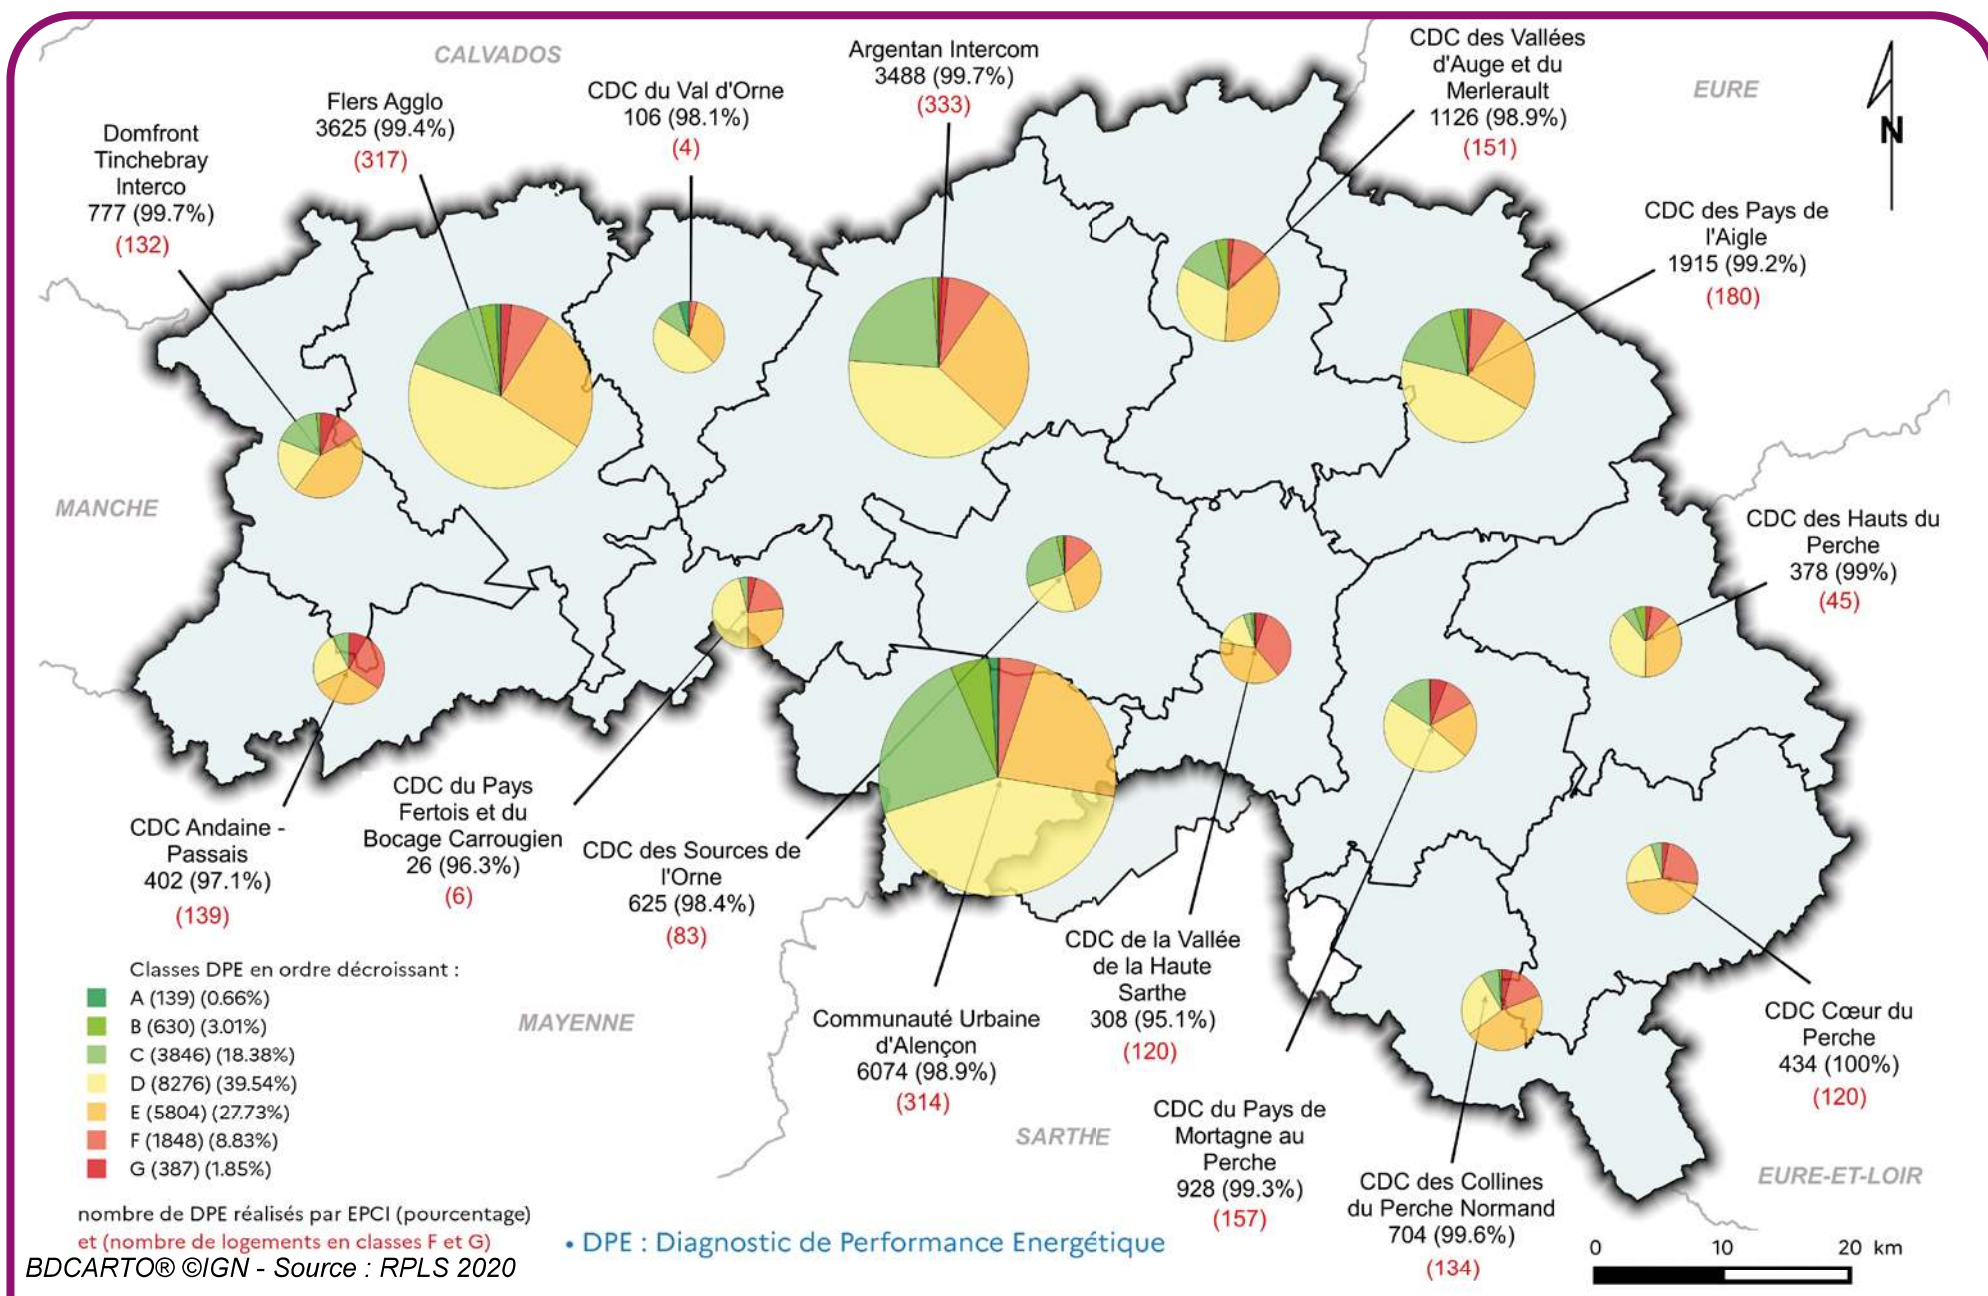 CALVADOS
EURE
MANCHE
MAYENNE
SARTHE
EURE-ET-LOIR
N
Domfront
Tinchebray
Interco
777 (99.7%)
(132)
Flers Agglo
3625 (99.4%)
(317)
CDC du Val d'Orne
106 (98.1%)
(4)
Argentan Intercom
3488 (99.7%)
(333)
CDC des Vallées
d'Auge et du
Merlerault
1126 (98.9%)
(151)
CDC des Pays de
l'Aigle
1915 (99.2%)
(180)
CDC des Hauts du
Perche
378 (99%)
(45)
CDC Andaine -
Passais
402 (97.1%)
(139)
CDC du Pays
Fertois et du
Bocage Carrougien
26 (96.3%)
(6)
CDC des Sources de
l'Orne
625 (98.4%)
(83)
Communauté Urbaine
d'Alençon
6074 (98.9%)
(314)
CDC de la Vallée
de la Haute
Sarthe
308 (95.1%)
(120)
CDC du Pays de
Mortagne au
Perche
928 (99.3%)
(157)
CDC des Collines
du Perche Normand
704 (99.6%)
(134)
CDC Cœur du
Perche
434 (100%)
(120)
Classes DPE en ordre décroissant :
A (139) (0.66%)
B (630) (3.01%)
C (3846) (18.38%)
D (8276) (39.54%)
E (5804) (27.73%)
F (1848) (8.83%)
G (387) (1.85%)
nombre de DPE réalisés par EPCI (pourcentage)
et (nombre de logements en classes F et G)
BDCARTO® ©IGN - Source : RPLS 2020
• DPE : Diagnostic de Performance Energétique
0 10 20 km